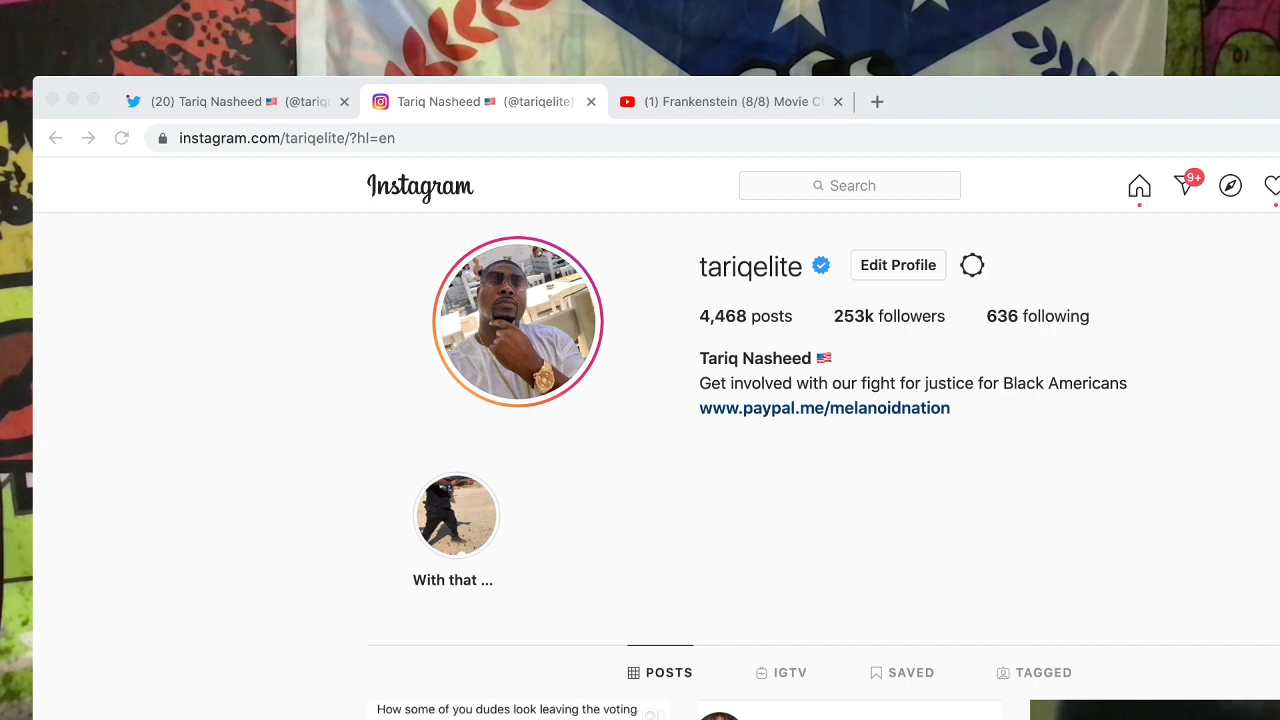 (20) Tariq Nasheed 🇺🇸 (@tariq
Tariq Nasheed 🇺🇸 (@tariqelite)
(1) Frankenstein (8/8) Movie C
instagram.com/tariqelite/?hl=en
Instagram
Search
9+
tariqelite
Edit Profile
4,468 posts
253k followers
636 following
Tariq Nasheed 🇺🇸
Get involved with our fight for justice for Black Americans
www.paypal.me/melanoidnation
With that ...
POSTS
IGTV
SAVED
TAGGED
How some of you dudes look leaving the voting